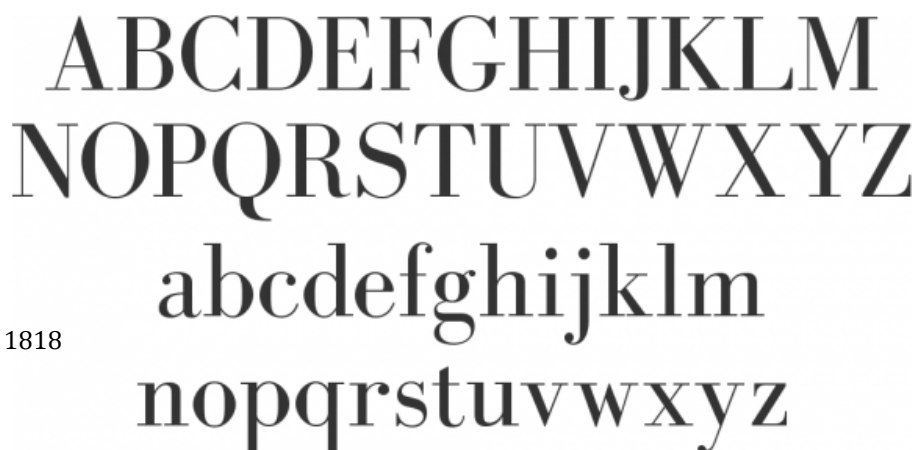 ABCDEFGHIJKLM
NOPQRSTUVWXYZ
abcdefghijklm
1818
nopqrstuvwxyz